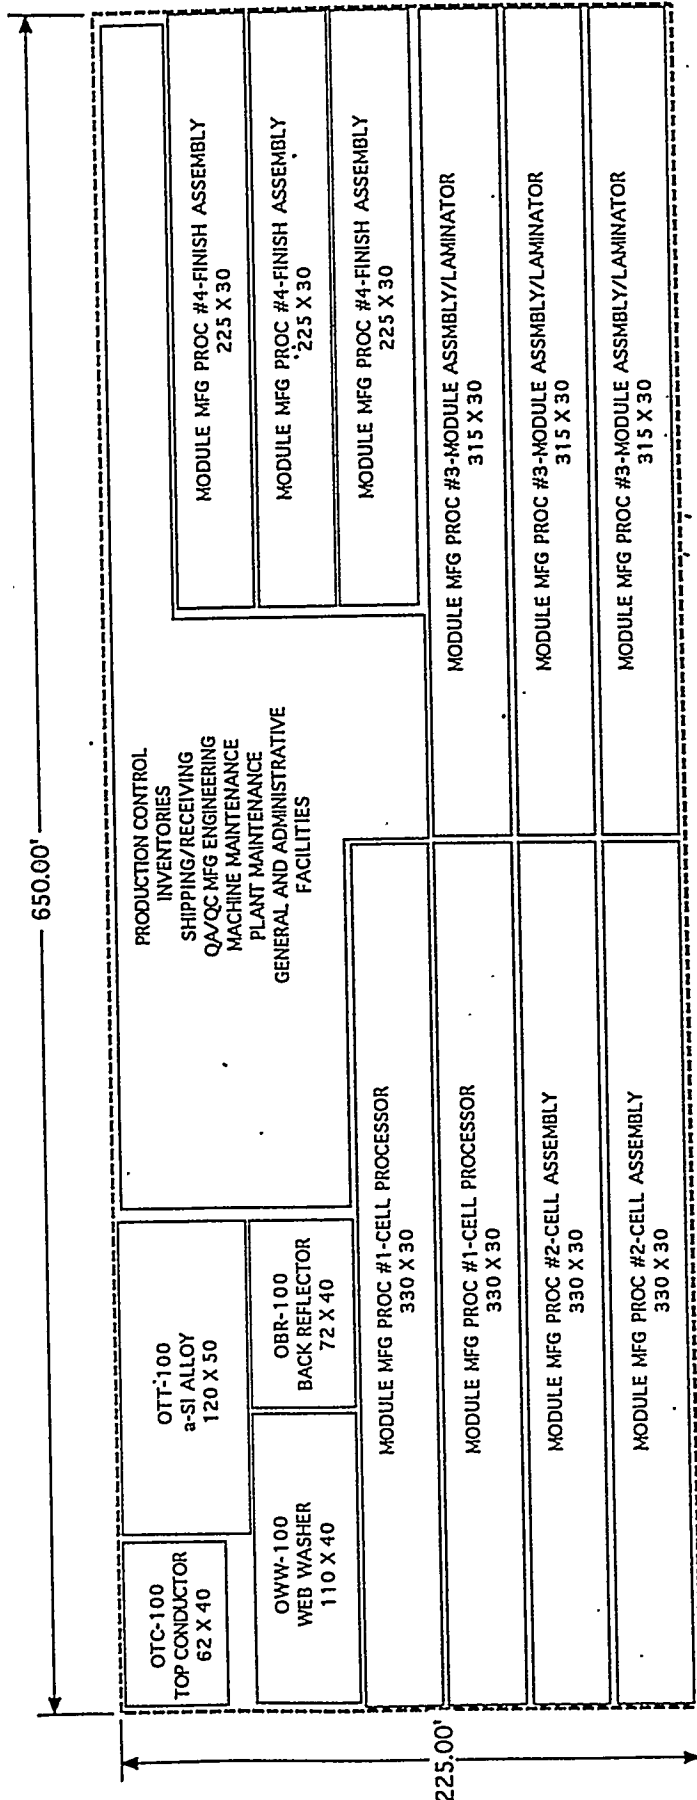 650.00'
225.00'
OTC-100
TOP CONDUCTOR
62 X 40
OTT-100
a-SI ALLOY
120 X 50
OWW-100
WEB WASHER
110 X 40
OBR-100
BACK REFLECTOR
72 X 40
PRODUCTION CONTROL
INVENTORIES
SHIPPING/RECEIVING
QA/QC MFG ENGINEERING
MACHINE MAINTENANCE
PLANT MAINTENANCE
GENERAL AND ADMINISTRATIVE
FACILITIES
MODULE MFG PROC #4-FINISH ASSEMBLY
225 X 30
MODULE MFG PROC #4-FINISH ASSEMBLY
225 X 30
MODULE MFG PROC #4-FINISH ASSEMBLY
225 X 30
MODULE MFG PROC #1-CELL PROCESSOR
330 X 30
MODULE MFG PROC #3-MODULE ASSMBLY/LAMINATOR
315 X 30
MODULE MFG PROC #1-CELL PROCESSOR
330 X 30
MODULE MFG PROC #3-MODULE ASSMBLY/LAMINATOR
315 X 30
MODULE MFG PROC #2-CELL ASSEMBLY
330 X 30
MODULE MFG PROC #3-MODULE ASSMBLY/LAMINATOR
315 X 30
MODULE MFG PROC #2-CELL ASSEMBLY
330 X 30